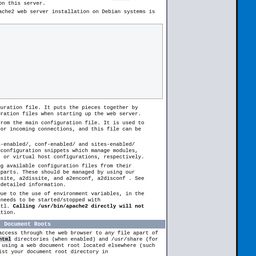 on this server.
ache2 web server installation on Debian systems is
uration file. It puts the pieces together by
ration files when starting up the web server.
rom the main configuration file. It is used to
or incoming connections, and this file can be
-enabled/, conf-enabled/ and sites-enabled/
configuration snippets which manage modules,
or virtual host configurations, respectively.
ng available configuration files from their
parts. These should be managed by using our
site, a2dissite, and a2enconf, a2disconf . See
detailed information.
ue to the use of environment variables, in the
needs to be started/stopped with
tl. Calling /usr/bin/apache2 directly will not
tion.
Document Roots
access through the web browser to any file apart of
html directories (when enabled) and /usr/share (for
using a web document root located elsewhere (such
ist your document root directory in